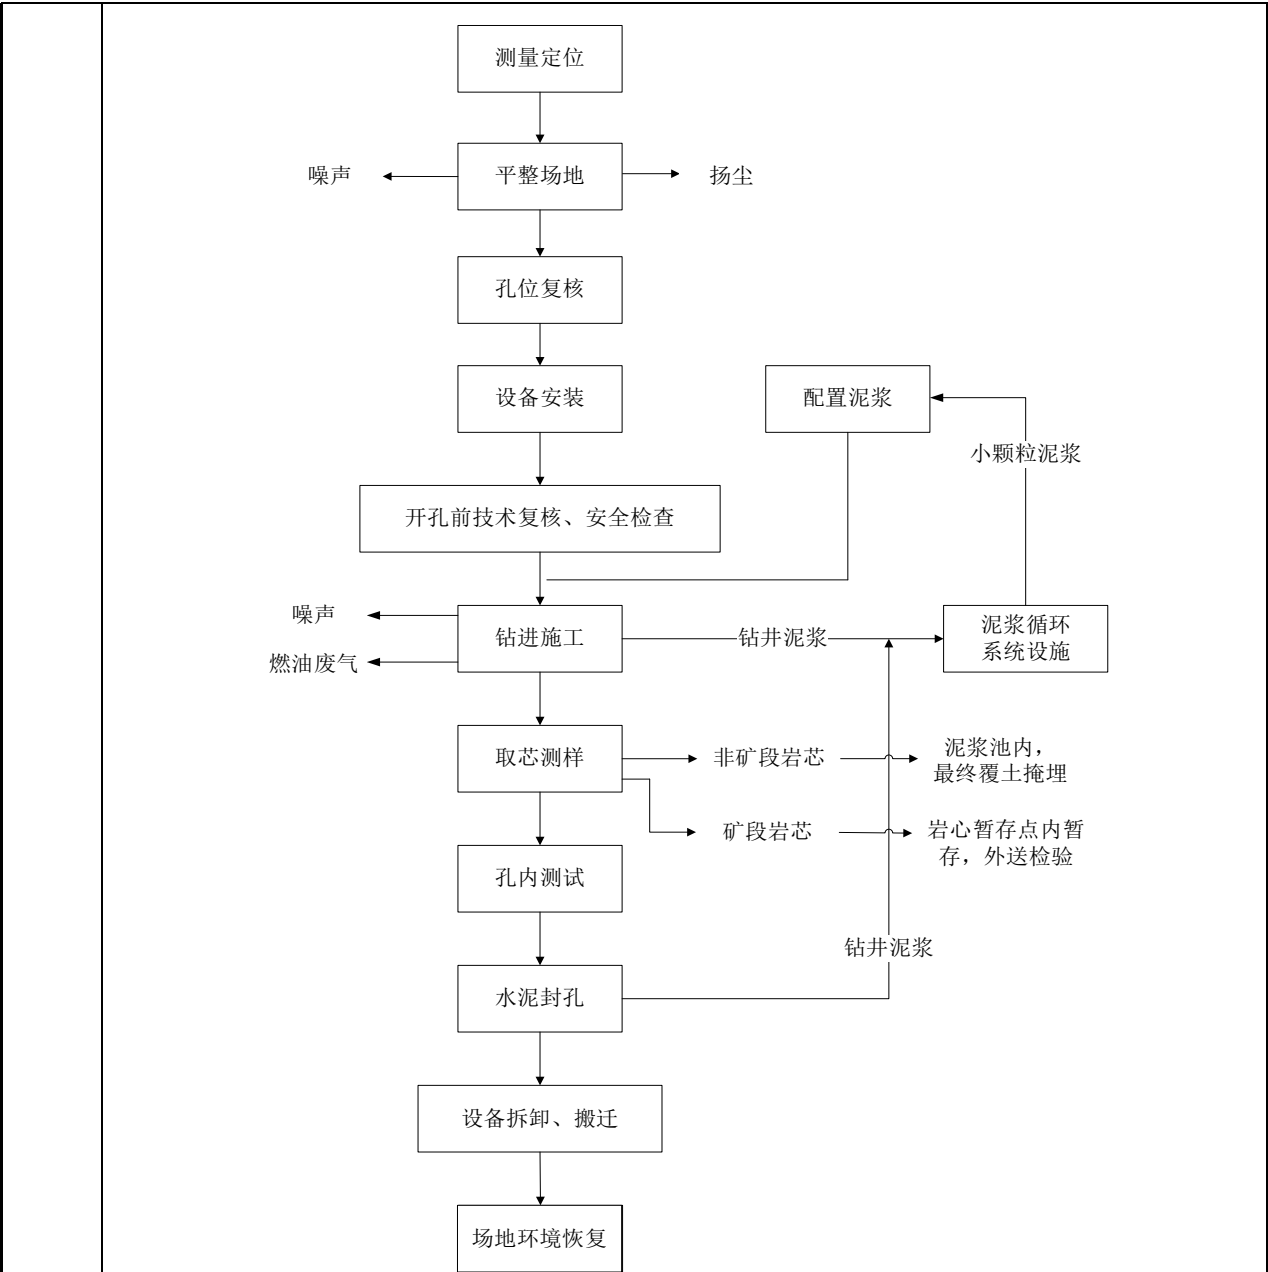 测量定位
噪声
平整场地
扬尘
孔位复核
设备安装
配置泥浆
小颗粒泥浆
开孔前技术复核、安全检查
噪声
燃油废气
钻进施工
钻井泥浆
泥浆循环
系统设施
取芯测样
非矿段岩芯
泥浆池内，
最终覆土掩埋
矿段岩芯
岩心暂存点内暂
存，外送检验
孔内测试
钻井泥浆
水泥封孔
设备拆卸、搬迁
场地环境恢复